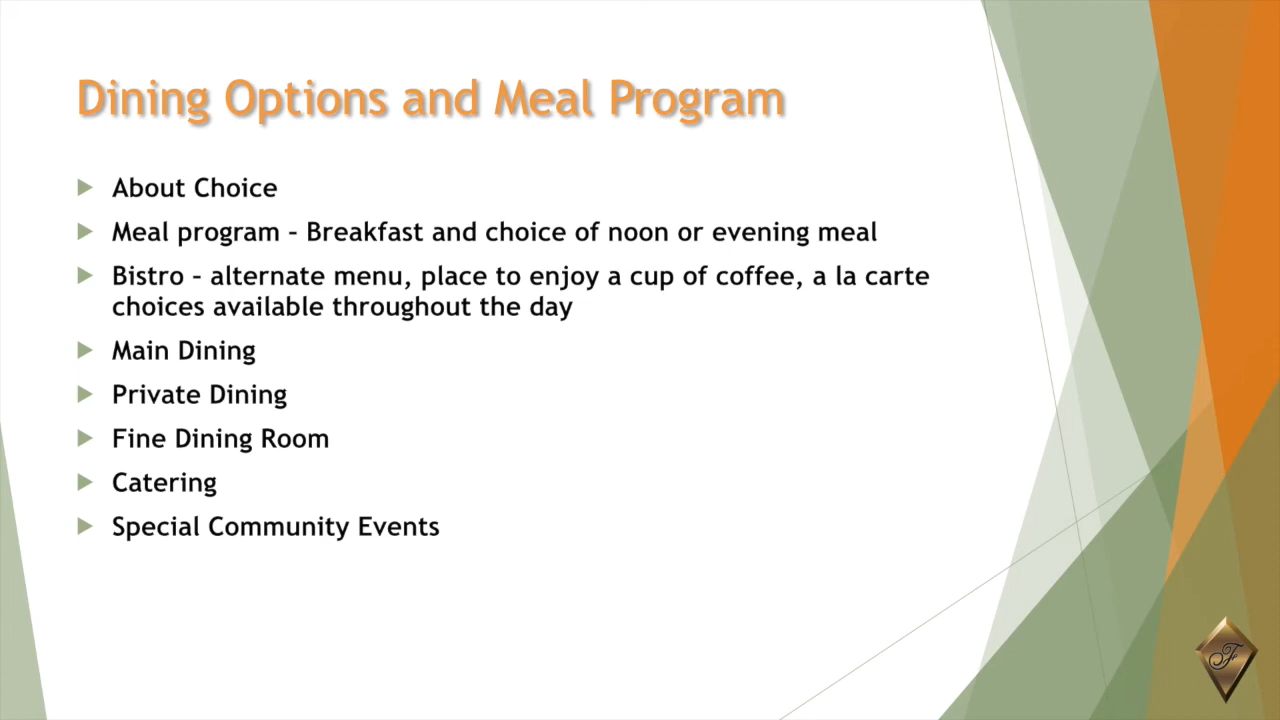 Dining Options and Meal Program
About Choice
Meal program – Breakfast and choice of noon or evening meal
Bistro – alternate menu, place to enjoy a cup of coffee, a la carte
choices available throughout the day
Main Dining
Private Dining
Fine Dining Room
Catering
Special Community Events
F